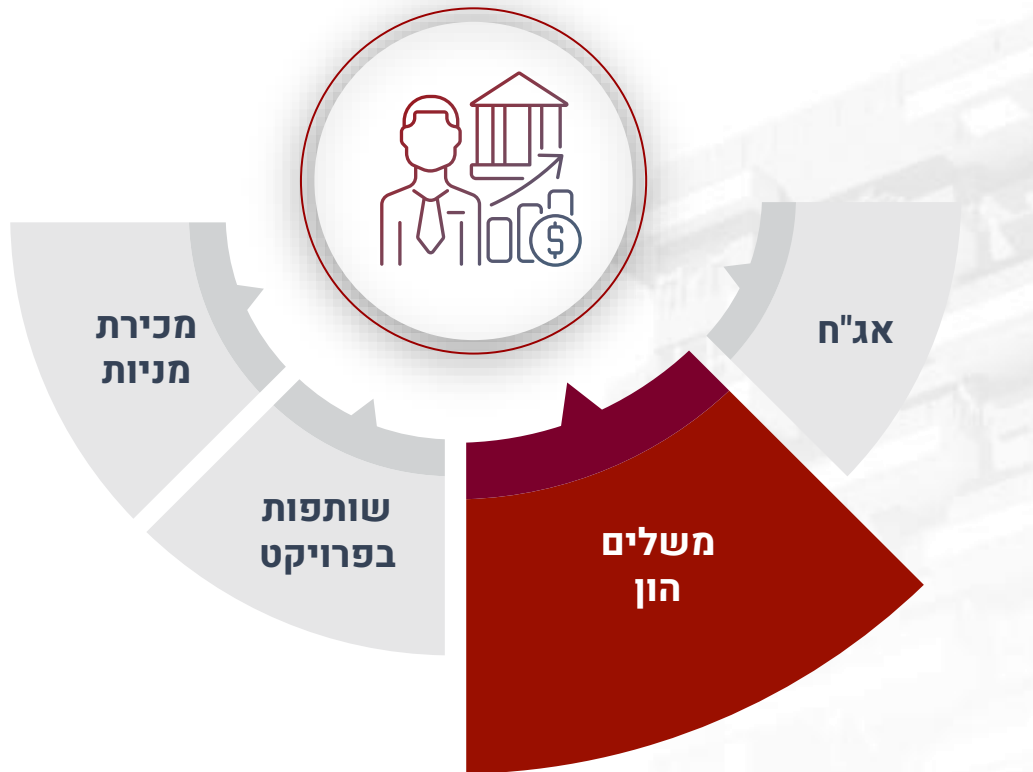 אג"ח
משלים
הון
שותפות
בפרויקט
מכירת
מניות
$